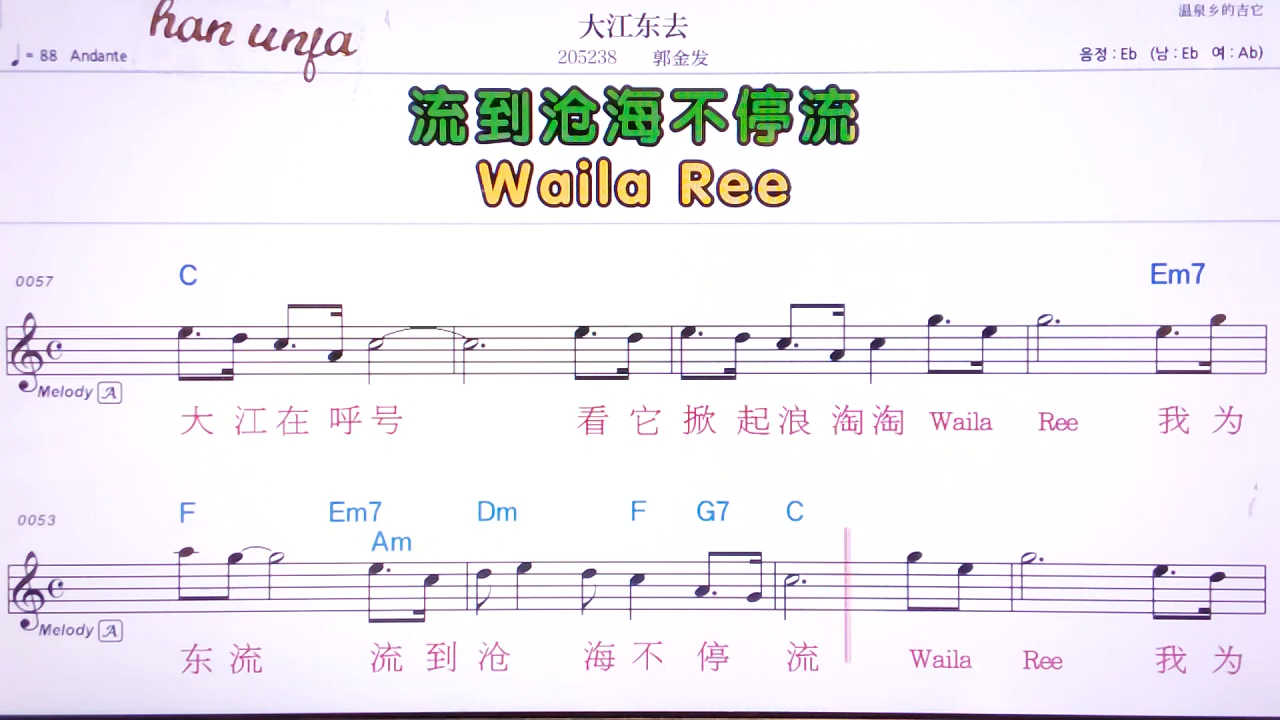 han unfa
大江东去
温泉乡的吉它
♩= 88 Andante
205238 郭金发
음정 : Eb (남 : Eb 여 : Ab)
流到沧海不停流
Waila Ree
0057
C Em7
Melody A
大 江 在 呼 号 看 它 掀 起 浪 淘 淘 Waila Ree 我 为
0053
F Em7 Dm F G7 C
Am
Melody A
东 流 流 到 沧 海 不 停 流 Waila Ree 我 为